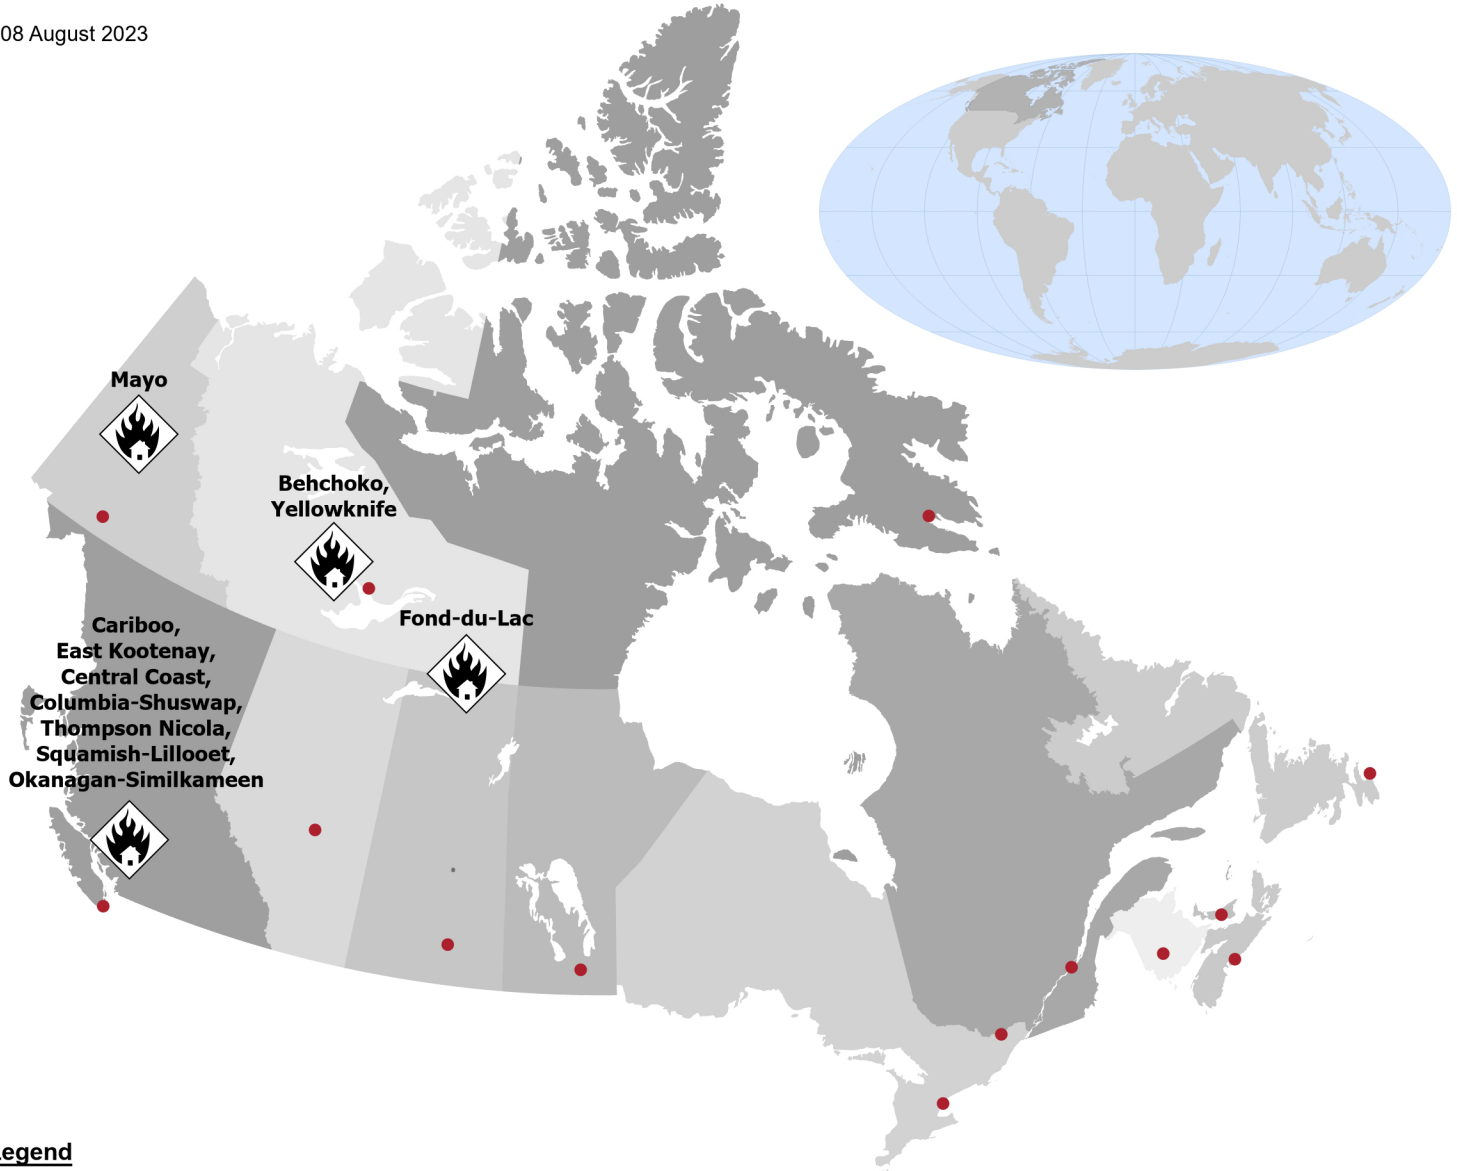 08 August 2023
Mayo
Behchoko,
Yellowknife
Fond-du-Lac
Cariboo,
East Kootenay,
Central Coast,
Columbia-Shuswap,
Thompson Nicola,
Squamish-Lillooet,
Okanagan-Similkameen
Legend